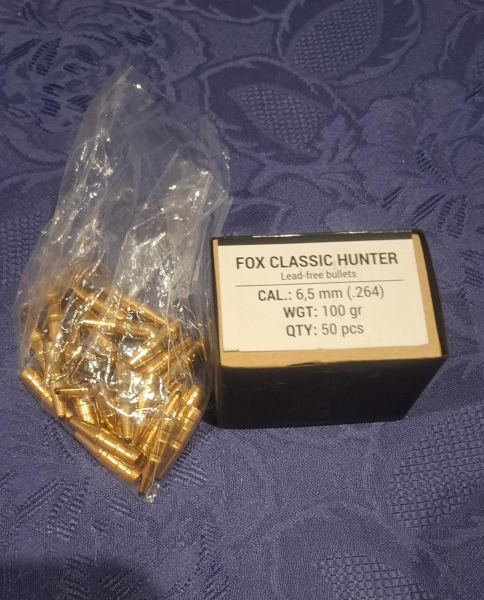 FOX CLASSIC HUNTER
Lead-free bullets
CAL.: 6,5 mm (.264)
WGT: 100 gr
QTY: 50 pcs